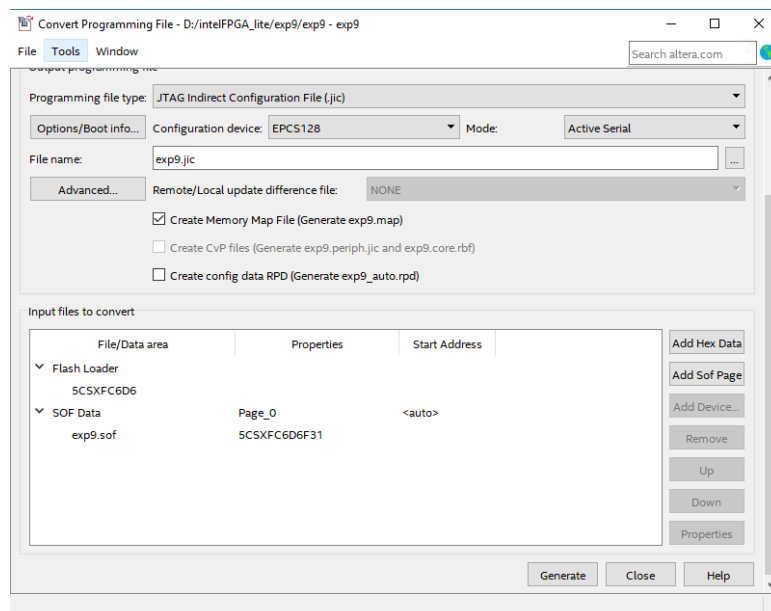 Convert Programming File - D:/intelFPGA_lite/exp9/exp9 - exp9
File Tools Window
Search altera.com
Output programming file
Programming file type: JTAG Indirect Configuration File (.jic)
Options/Boot info... Configuration device: EPCS128 Mode: Active Serial
File name: exp9.jic ...
Advanced... Remote/Local update difference file: NONE
Create Memory Map File (Generate exp9.map)
Create CvP files (Generate exp9.periph.jic and exp9.core.rbf)
Create config data RPD (Generate exp9_auto.rpd)
Input files to convert
File/Data area Properties Start Address
Flash Loader
5CSXFC6D6
SOF Data Page_0 <auto>
exp9.sof 5CSXFC6D6F31
Add Hex Data
Add Sof Page
Add Device...
Remove
Up
Down
Properties
Generate Close Help